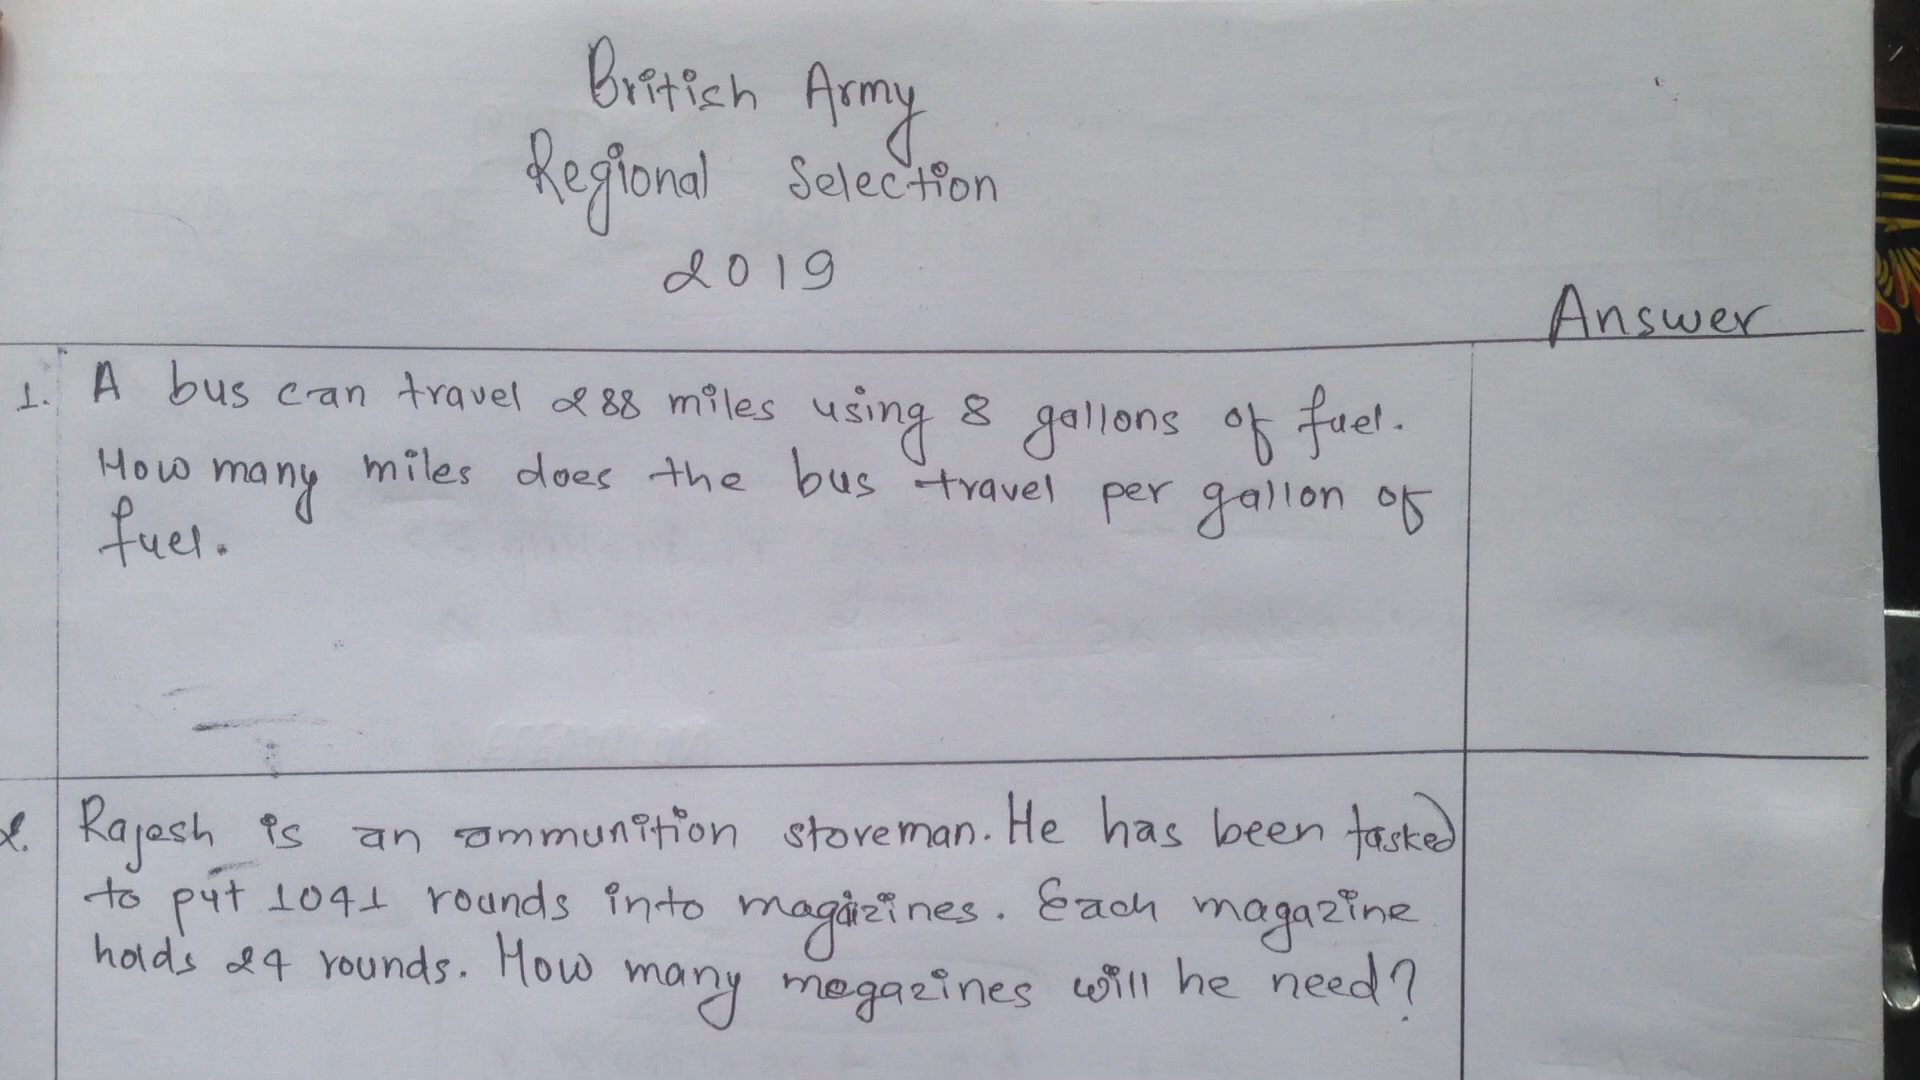 British Army
Regional Selection
2019
Answer
1. A bus can travel 288 miles using 8 gallons of fuel.
How many miles does the bus travel per gallon of
fuel.
2. Rajesh is an ammunition storeman. He has been tasked
to put 1041 rounds into magazines. Each magazine
holds 24 rounds. How many megazines will he need?